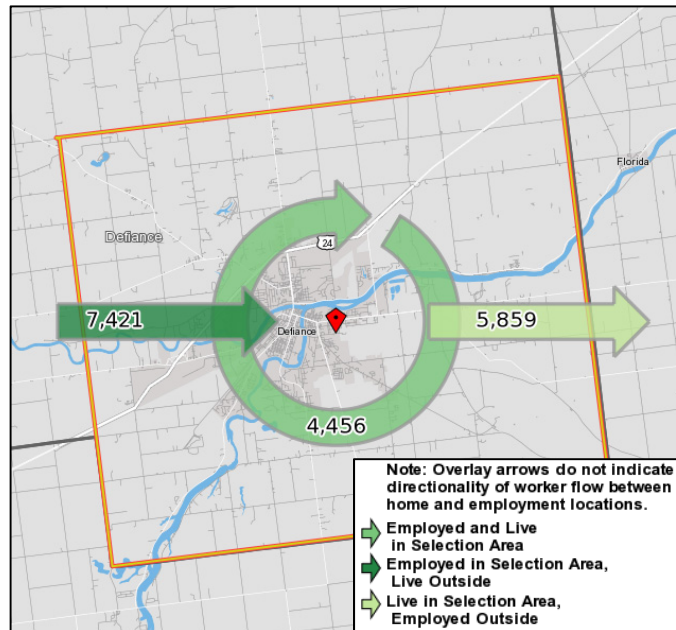 Florida
Defiance
24
7,421
Defiance
5,859
4,456
Note: Overlay arrows do not indicate
directionality of worker flow between
home and employment locations.
Employed and Live
in Selection Area
Employed in Selection Area,
Live Outside
Live in Selection Area,
Employed Outside